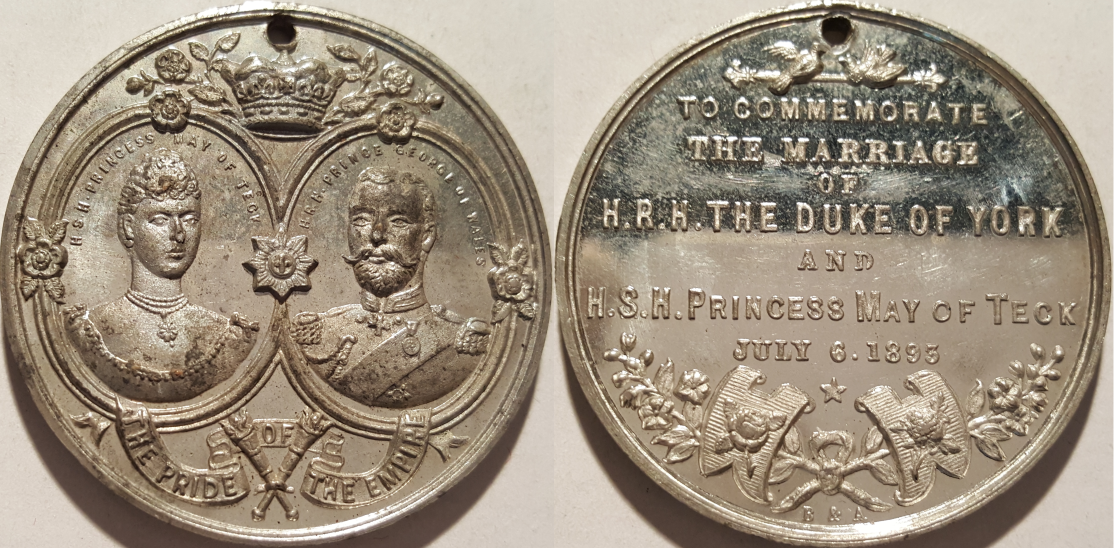 H.S.H. PRINCESS MAY OF TECK
H.R.H. PRINCE GEORGE OF WALES
THE PRIDE OF THE EMPIRE
TO COMMEMORATE
THE MARRIAGE
OF
H.R.H. THE DUKE OF YORK
AND
H.S.H. PRINCESS MAY OF TECK
JULY 6. 1893
B & A